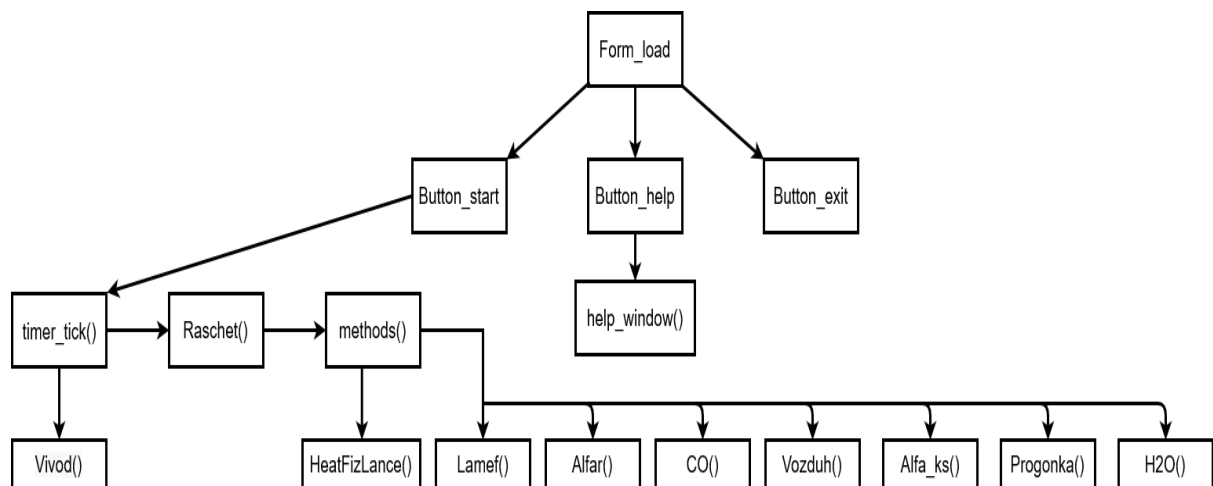 Form_load
Button_start
Button_help
Button_exit
timer_tick()
Raschet()
methods()
help_window()
Vivod()
HeatFizLance()
Lamef()
Alfar()
CO()
Vozduh()
Alfa_ks()
Progonka()
H2O()